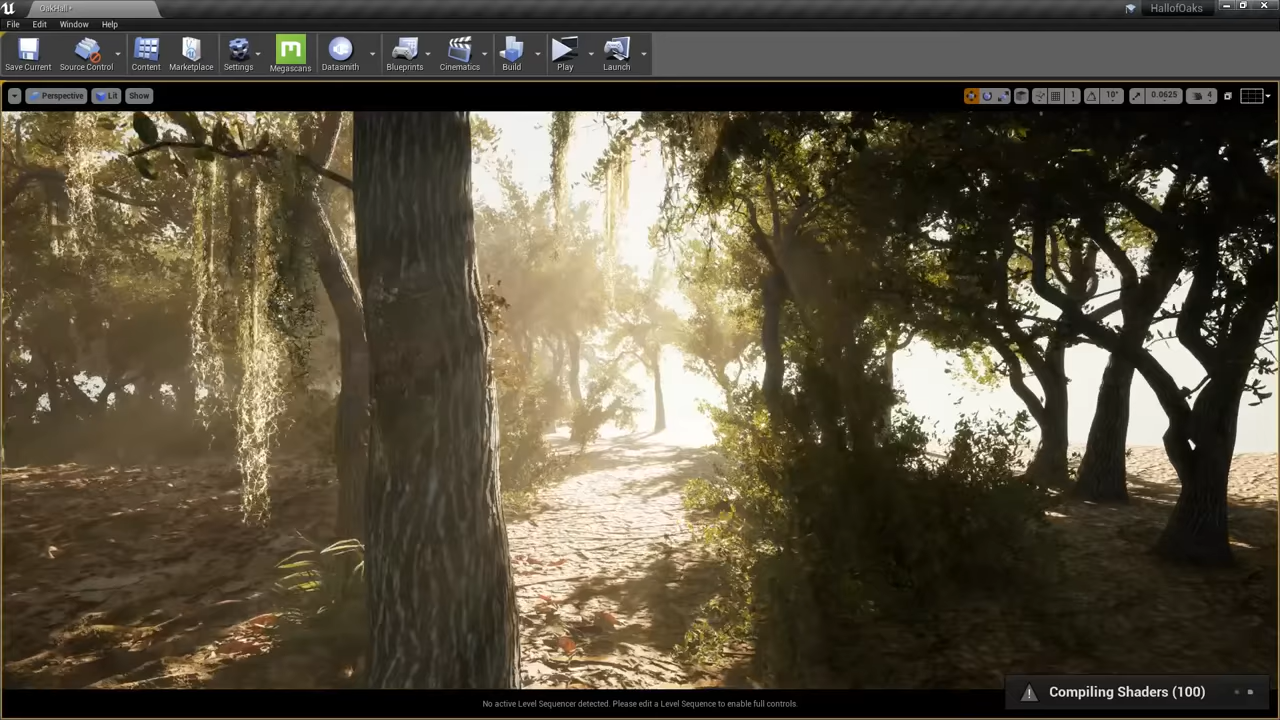 OakHall*
HallofOaks
File Edit Window Help
Save Current Source Control Content Marketplace Settings Megascans Datasmith Blueprints Cinematics Build Play Launch
Perspective Lit Show 1 10° 0.0625 4
No active Level Sequencer detected. Please edit a Level Sequence to enable full controls.
Compiling Shaders (100)